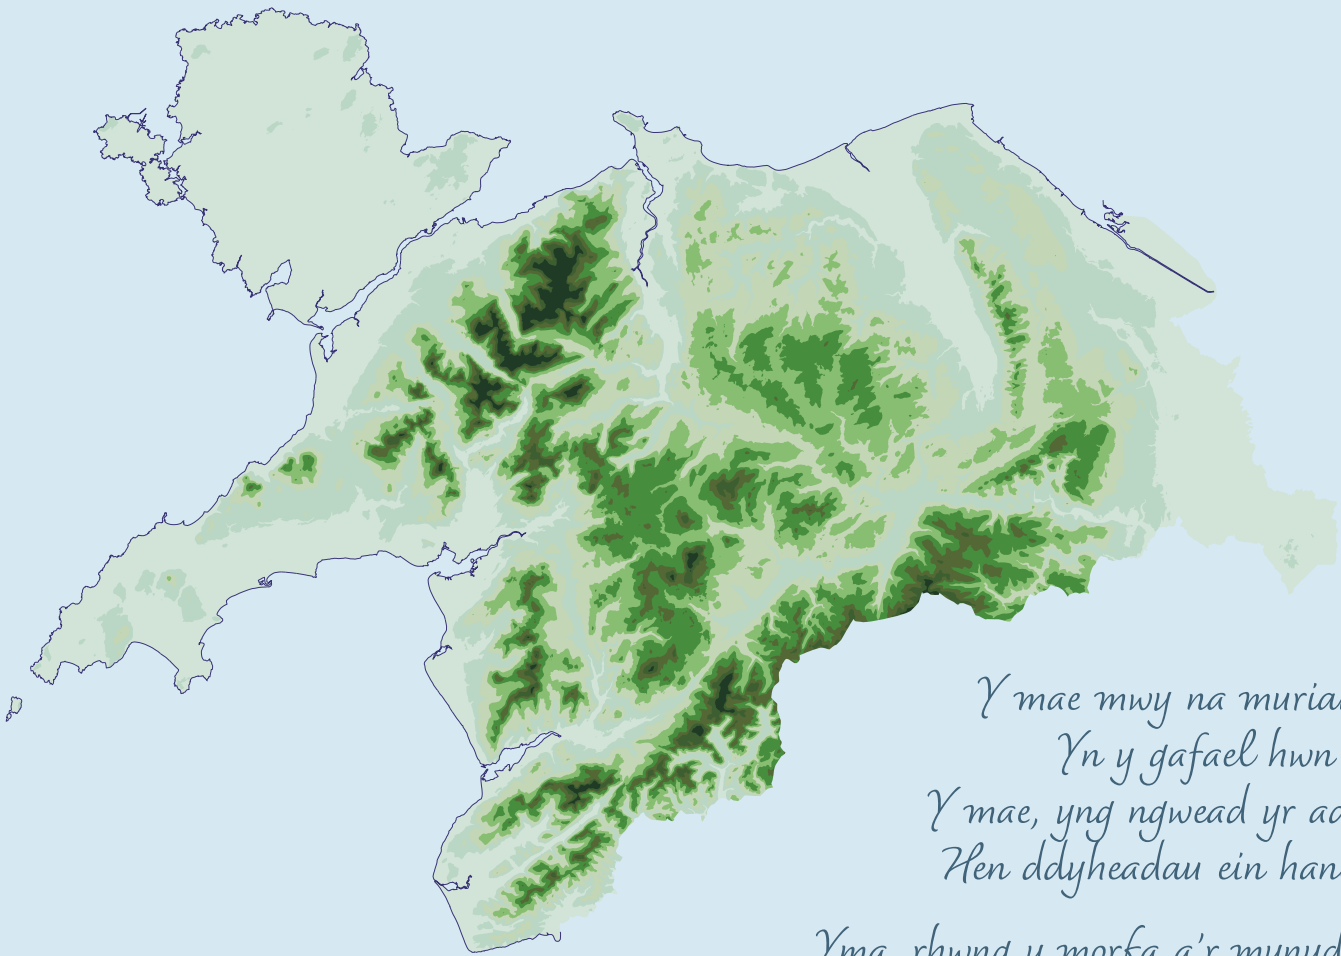 Y mae mwy na
Yn y gafael hwn
Y mae, yng ngwead yr
Hen ddyheadau ein
Yma, rhwng y morfa a'r